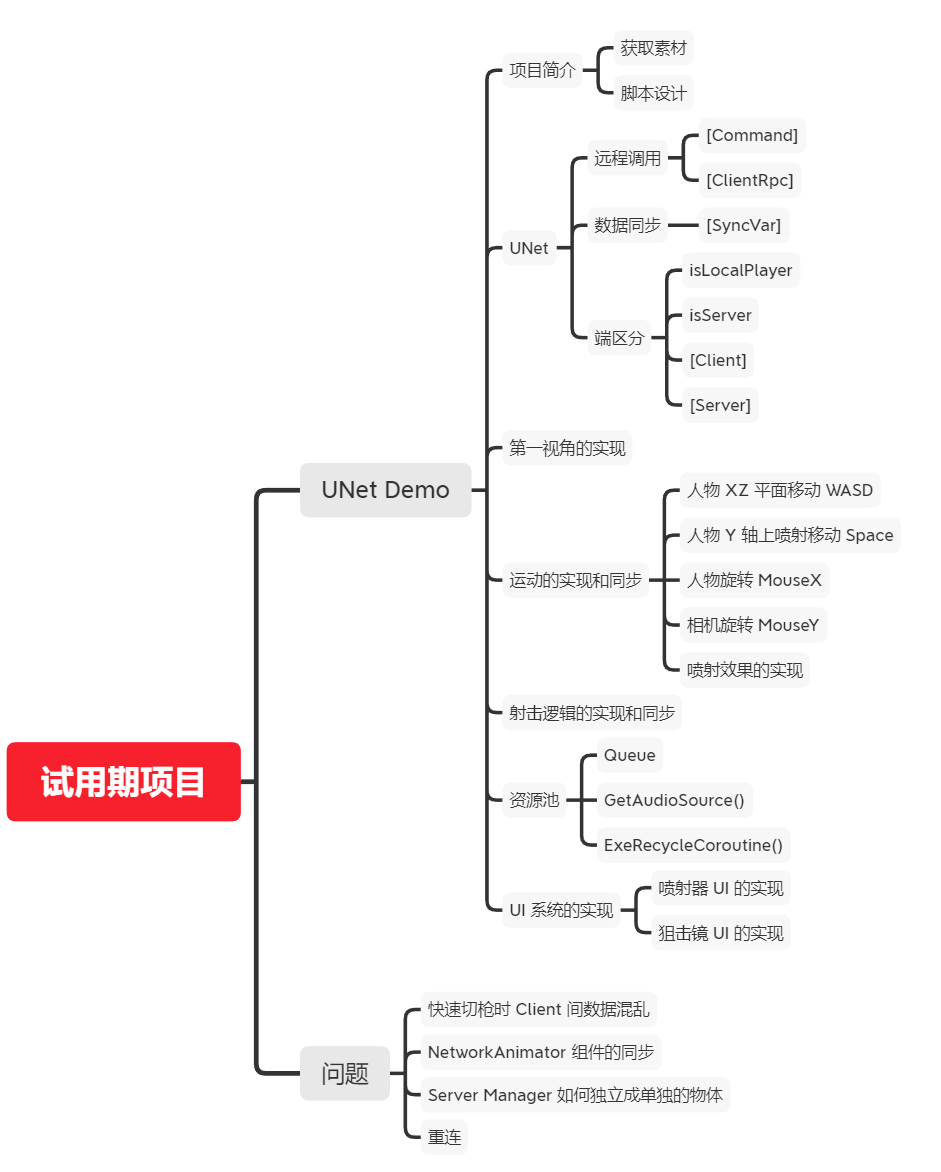 试用期项目
UNet Demo
项目简介
获取素材
脚本设计
UNet
远程调用
[Command]
[ClientRpc]
数据同步
[SyncVar]
端区分
isLocalPlayer
isServer
[Client]
[Server]
第一视角的实现
运动的实现和同步
人物 XZ 平面移动 WASD
人物 Y 轴上喷射移动 Space
人物旋转 MouseX
相机旋转 MouseY
喷射效果的实现
射击逻辑的实现和同步
资源池
Queue
GetAudioSource()
ExeRecycleCoroutine()
UI 系统的实现
喷射器 UI 的实现
狙击镜 UI 的实现
问题
快速切枪时 Client 间数据混乱
NetworkAnimator 组件的同步
Server Manager 如何独立成单独的物体
重连